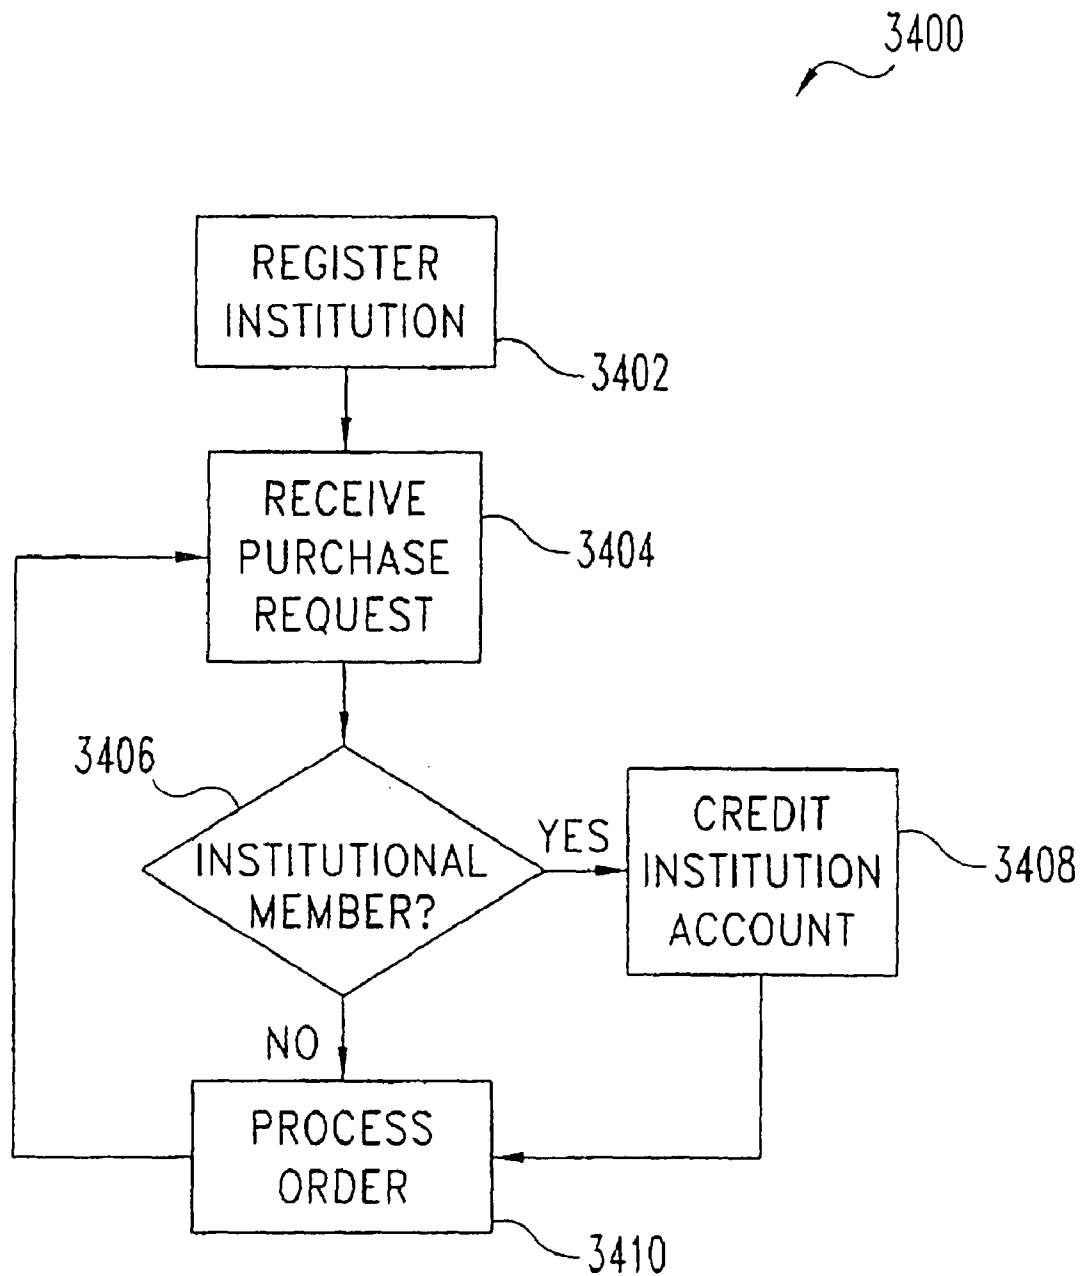 3400
REGISTER
INSTITUTION
3402
RECEIVE
PURCHASE
REQUEST
3404
3406
INSTITUTIONAL
MEMBER?
YES
CREDIT
INSTITUTION
ACCOUNT
3408
NO
PROCESS
ORDER
3410